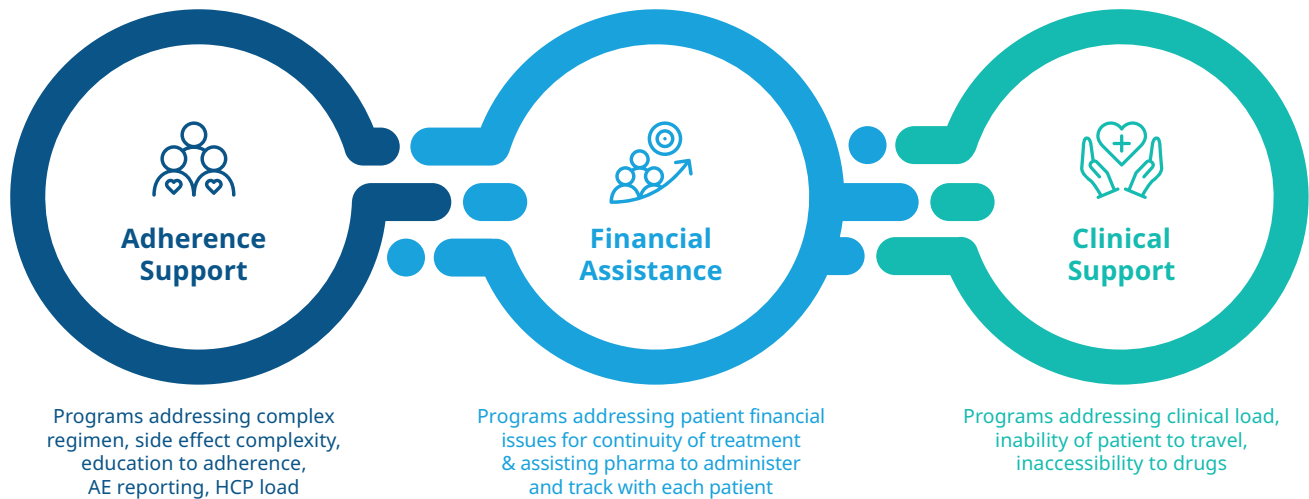 Adherence
Support
Programs addressing complex
regimen, side effect complexity,
education to adherence,
AE reporting, HCP load
Financial
Assistance
Programs addressing patient financial
issues for continuity of treatment
& assisting pharma to administer
and track with each patient
Clinical
Support
Programs addressing clinical load,
inability of patient to travel,
inaccessibility to drugs